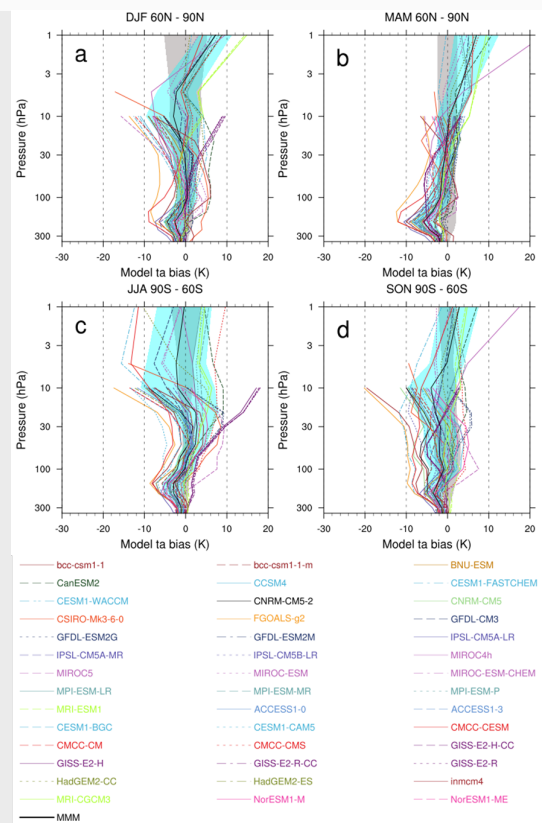 DJF 60N - 90N
MAM 60N - 90N
a
b
1
3
10
30
100
300
Pressure (hPa)
1
3
10
30
100
300
Pressure (hPa)
-30 -20 -10 0 10 20
-30 -20 -10 0 10 20
Model ta bias (K)
Model ta bias (K)
JJA 90S - 60S
SON 90S - 60S
c
d
1
3
10
30
100
300
Pressure (hPa)
1
3
10
30
100
300
Pressure (hPa)
-30 -20 -10 0 10 20
-30 -20 -10 0 10 20
Model ta bias (K)
Model ta bias (K)
bcc-csm1-1 bcc-csm1-1-m BNU-ESM
CanESM2 CCSM4 CESM1-FASTCHEM
CESM1-WACCM CNRM-CM5-2 CNRM-CM5
CSIRO-Mk3-6-0 FGOALS-g2 GFDL-CM3
GFDL-ESM2G GFDL-ESM2M IPSL-CM5A-LR
IPSL-CM5A-MR IPSL-CM5B-LR MIROC4h
MIROC5 MIROC-ESM MIROC-ESM-CHEM
MPI-ESM-LR MPI-ESM-MR MPI-ESM-P
MRI-ESM1 ACCESS1-0 ACCESS1-3
CESM1-BGC CESM1-CAM5 CMCC-CESM
CMCC-CM CMCC-CMS GISS-E2-H-CC
GISS-E2-H GISS-E2-R-CC GISS-E2-R
HadGEM2-CC HadGEM2-ES inmcm4
MRI-CGCM3 NorESM1-M NorESM1-ME
MMM